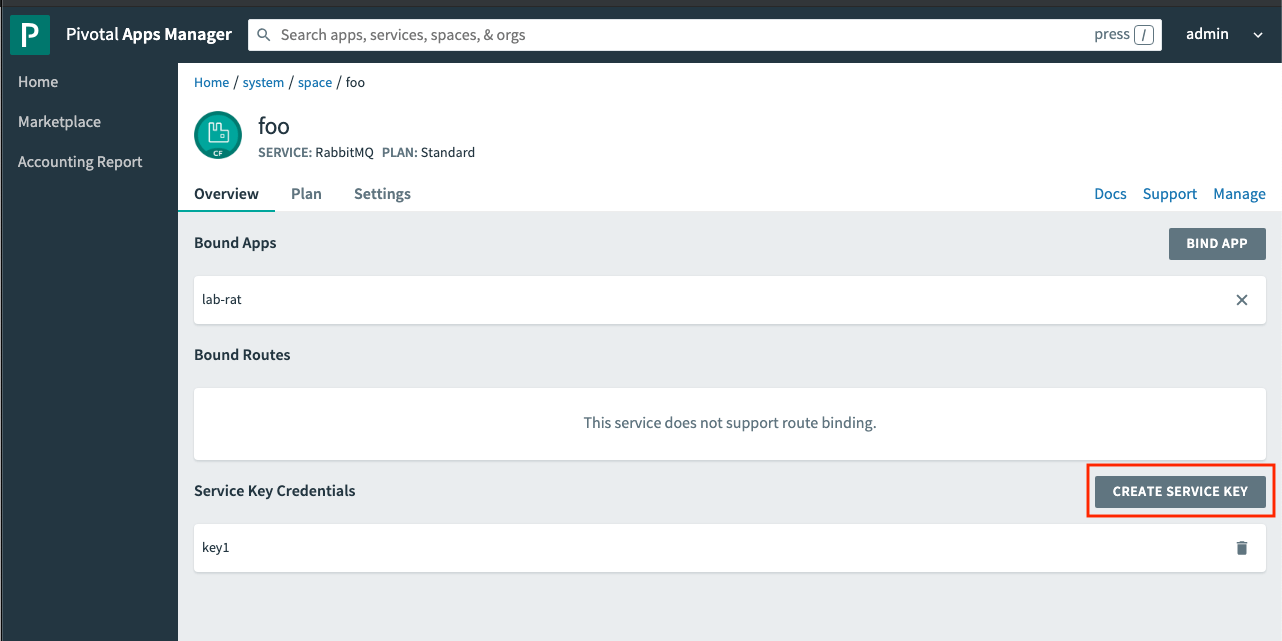 P Pivotal Apps Manager Search apps, services, spaces, & orgs press / admin
Home
Marketplace
Accounting Report
Home / system / space / foo
CF
foo
SERVICE: RabbitMQ PLAN: Standard
Overview Plan Settings Docs Support Manage
Bound Apps BIND APP
lab-rat
Bound Routes
This service does not support route binding.
Service Key Credentials CREATE SERVICE KEY
key1